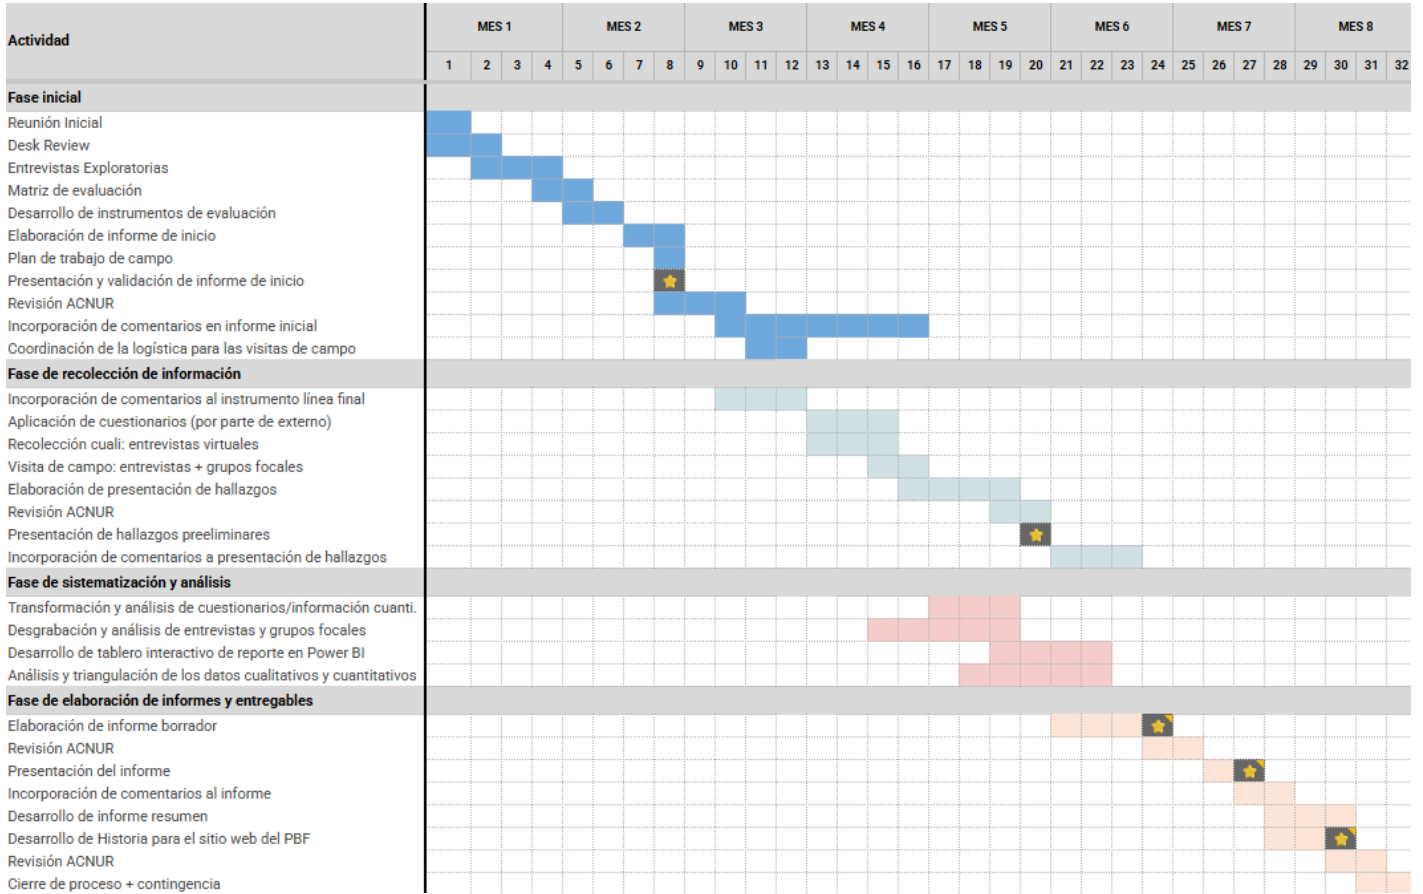 MES 1 MES 2 MES 3 MES 4 MES 5 MES 6 MES 7 MES 8
Actividad
1 2 3 4 5 6 7 8 9 10 11 12 13 14 15 16 17 18 19 20 21 22 23 24 25 26 27 28 29 30 31 32
Fase inicial
Reunión Inicial
Desk Review
Entrevistas Exploratorias
Matriz de evaluación
Desarrollo de instrumentos de evaluación
Elaboración de informe de inicio
Plan de trabajo de campo
Presentación y validación de informe de inicio
Revisión ACNUR
Incorporación de comentarios en informe inicial
Coordinación de la logística para las visitas de campo
Fase de recolección de información
Incorporación de comentarios al instrumento línea final
Aplicación de cuestionarios (por parte de externo)
Recolección cuali: entrevistas virtuales
Visita de campo: entrevistas + grupos focales
Elaboración de presentación de hallazgos
Revisión ACNUR
Presentación de hallazgos preeliminares
Incorporación de comentarios a presentación de hallazgos
Fase de sistematización y análisis
Transformación y análisis de cuestionarios/información cuanti.
Desgrabación y análisis de entrevistas y grupos focales
Desarrollo de tablero interactivo de reporte en Power BI
Análisis y triangulación de los datos cualitativos y cuantitativos
Fase de elaboración de informes y entregables
Elaboración de informe borrador
Revisión ACNUR
Presentación del informe
Incorporación de comentarios al informe
Desarrollo de informe resumen
Desarrollo de Historia para el sitio web del PBF
Revisión ACNUR
Cierre de proceso + contingencia